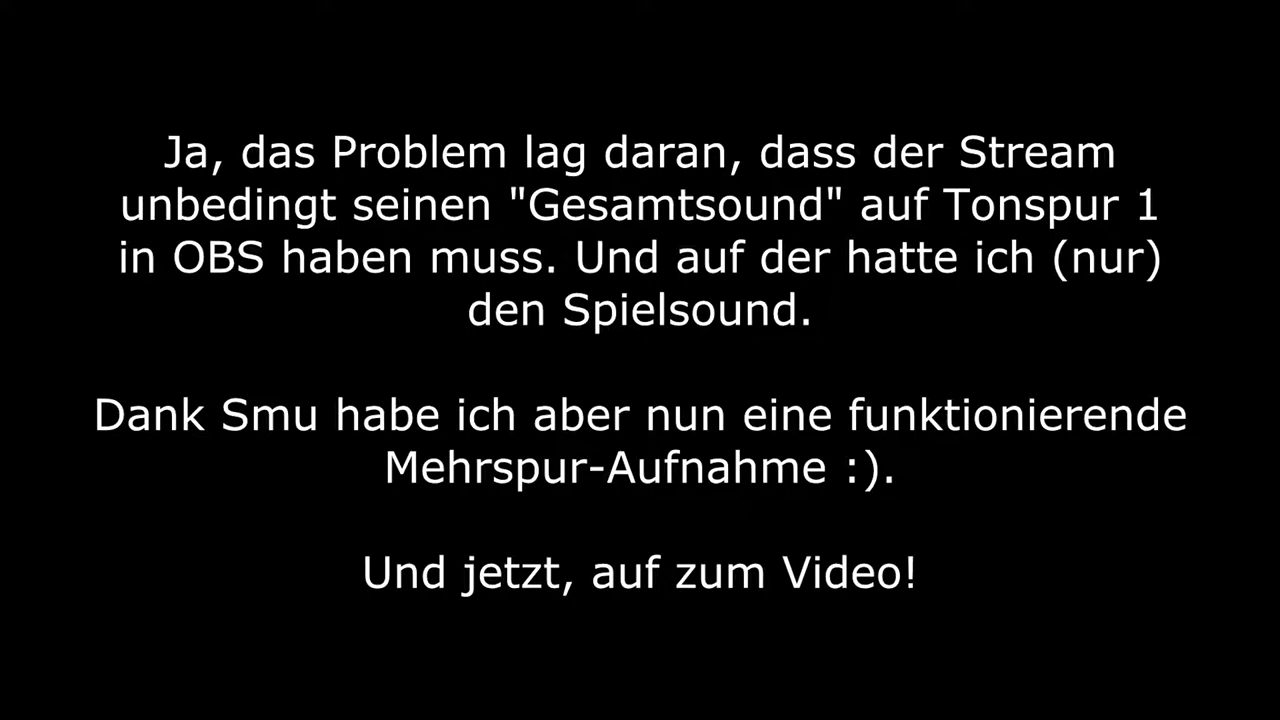 Ja, das Problem lag daran, dass der Stream
unbedingt seinen "Gesamtsound" auf Tonspur 1
in OBS haben muss. Und auf der hatte ich (nur)
den Spielsound.
Dank Smu habe ich aber nun eine funktionierende
Mehrspur-Aufnahme :).
Und jetzt, auf zum Video!